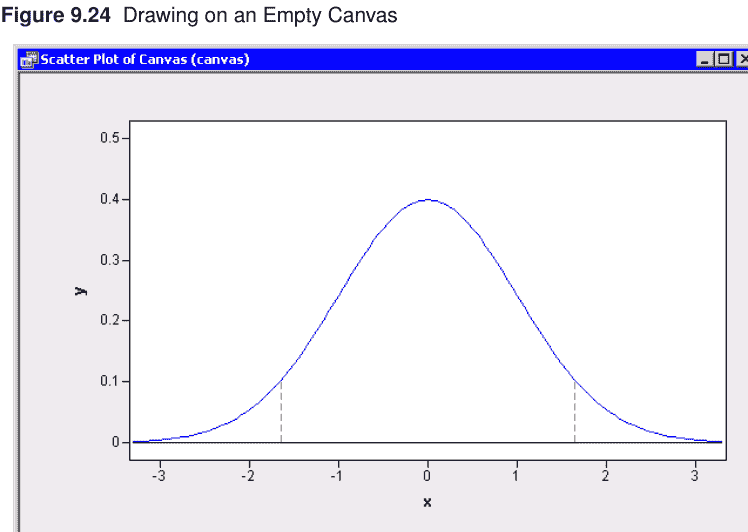 Figure 9.24 Drawing on an Empty Canvas
Scatter Plot of Canvas (canvas)
0.5
0.4
0.3
0.2
0.1
0
y
-3 -2 -1 0 1 2 3
x